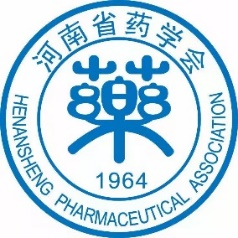 河南省药学会
藥
1964
HENANSHENG PHARMACEUTICAL ASSOCIATION